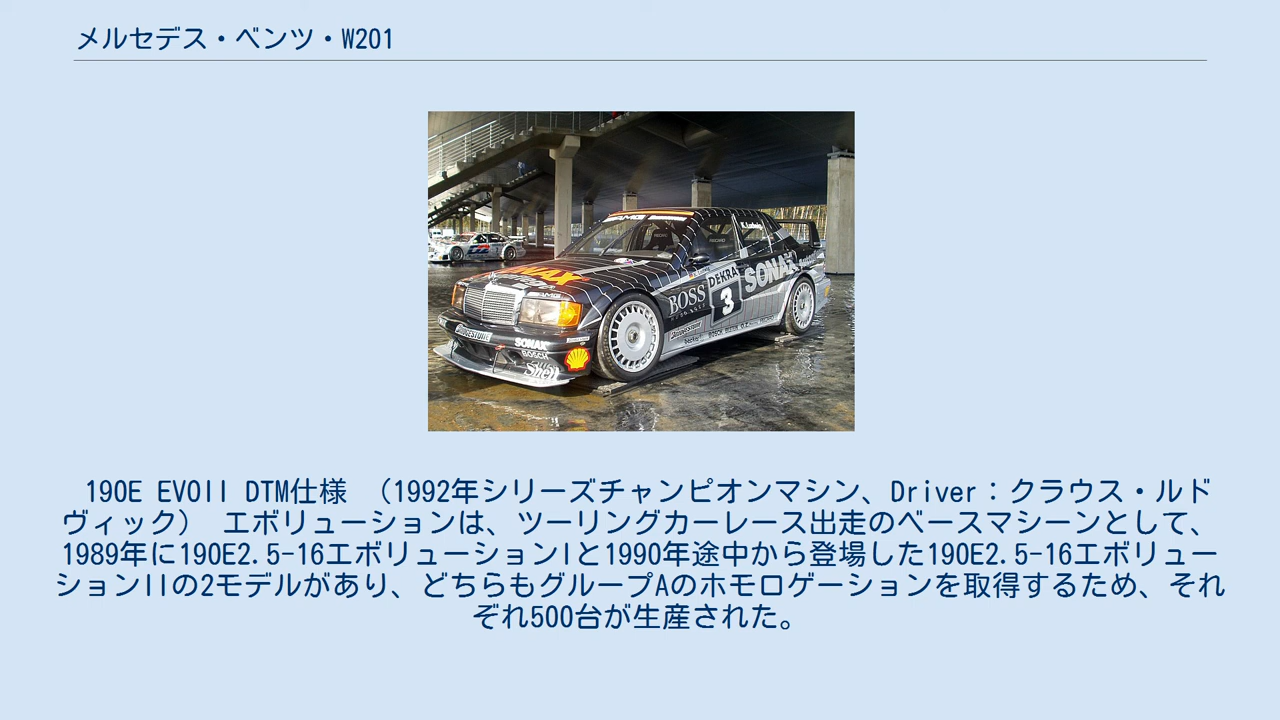 メルセデス・ベンツ・W201
SONAX
BOSS
DEKRA
3
SONAX
BRIDGESTONE
SONAX
BOSCH
Shell
190E EVOII DTM仕様 （1992年シリーズチャンピオンマシン、Driver：クラウス・ルド
ヴィック） エボリューションは、ツーリングカーレース出走のベースマシーンとして、
1989年に190E2.5-16エボリューションIと1990年途中から登場した190E2.5-16エボリュー
ションIIの2モデルがあり、どちらもグループAのホモロゲーションを取得するため、それ
ぞれ500台が生産された。